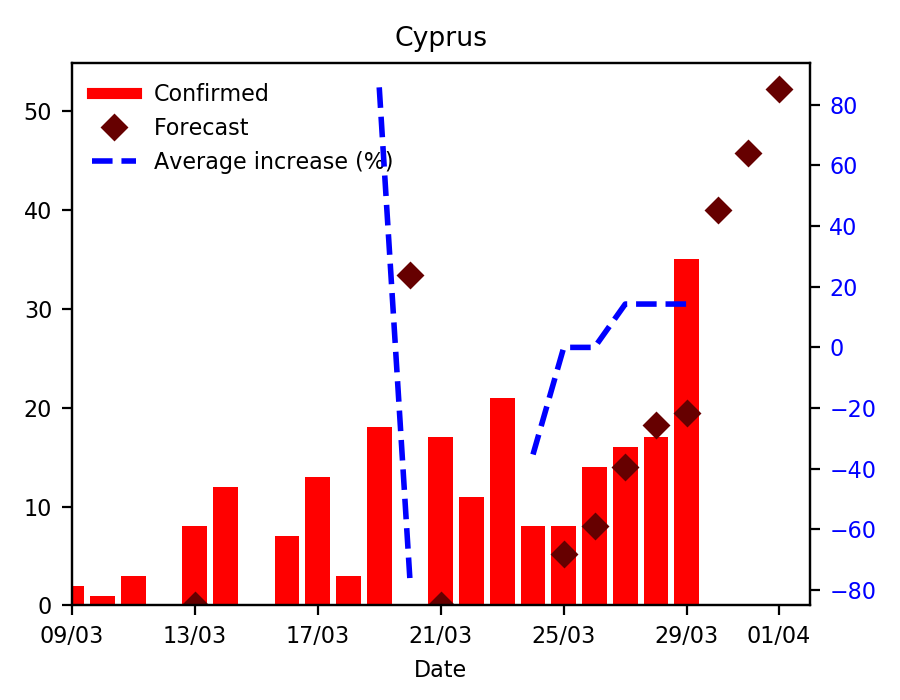 Cyprus
Confirmed
Forecast
Average increase (%)
50
40
30
20
10
0
80
60
40
20
0
−20
−40
−60
−80
09/03 13/03 17/03 21/03 25/03 29/03 01/04
Date